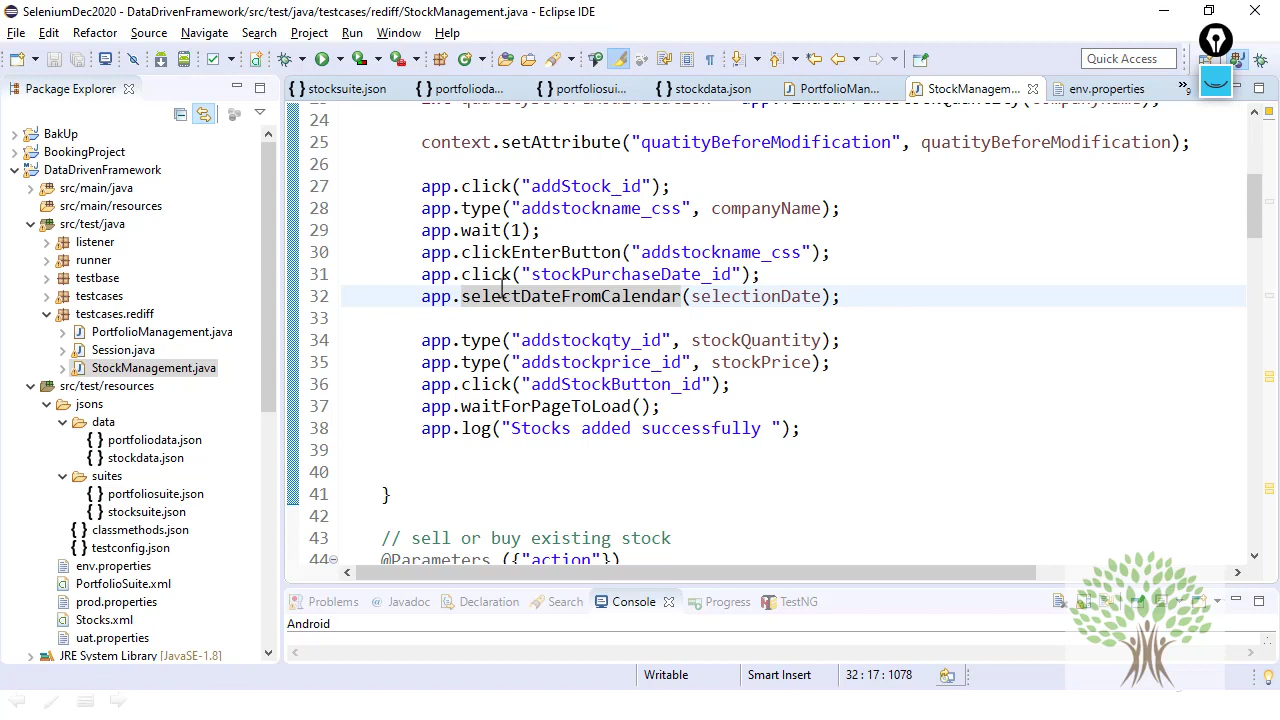 SeleniumDec2020 - DataDrivenFramework/src/test/java/testcases/rediff/StockManagement.java - Eclipse IDE
File Edit Refactor Source Navigate Search Project Run Window Help
Quick Access
Package Explorer
stocksuite.json portfolioda... portfoliosui... stockdata.json PortfolioMan... StockManagem... env.properties
BakUp
BookingProject
DataDrivenFramework
src/main/java
src/main/resources
src/test/java
listener
runner
testbase
testcases
testcases.rediff
PortfolioManagement.java
Session.java
StockManagement.java
src/test/resources
jsons
data
portfoliodata.json
stockdata.json
suites
portfoliosuite.json
stocksuite.json
classmethods.json
testconfig.json
env.properties
PortfolioSuite.xml
prod.properties
Stocks.xml
uat.properties
JRE System Library [JavaSE-1.8]
24
25 context.setAttribute("quatityBeforeModification", quatityBeforeModification);
26
27 app.click("addStock_id");
28 app.type("addstockname_css", companyName);
29 app.wait(1);
30 app.clickEnterButton("addstockname_css");
31 app.click("stockPurchaseDate_id");
32 app.selectDateFromCalendar(selectionDate);
33
34 app.type("addstockqty_id", stockQuantity);
35 app.type("addstockprice_id", stockPrice);
36 app.click("addStockButton_id");
37 app.waitForPageToLoad();
38 app.log("Stocks added successfully ");
39
40
41 }
42
43 // sell or buy existing stock
44 @Parameters ({"action"})
Problems Javadoc Declaration Search Console Progress TestNG
Android
Writable Smart Insert 32 : 17 : 1078